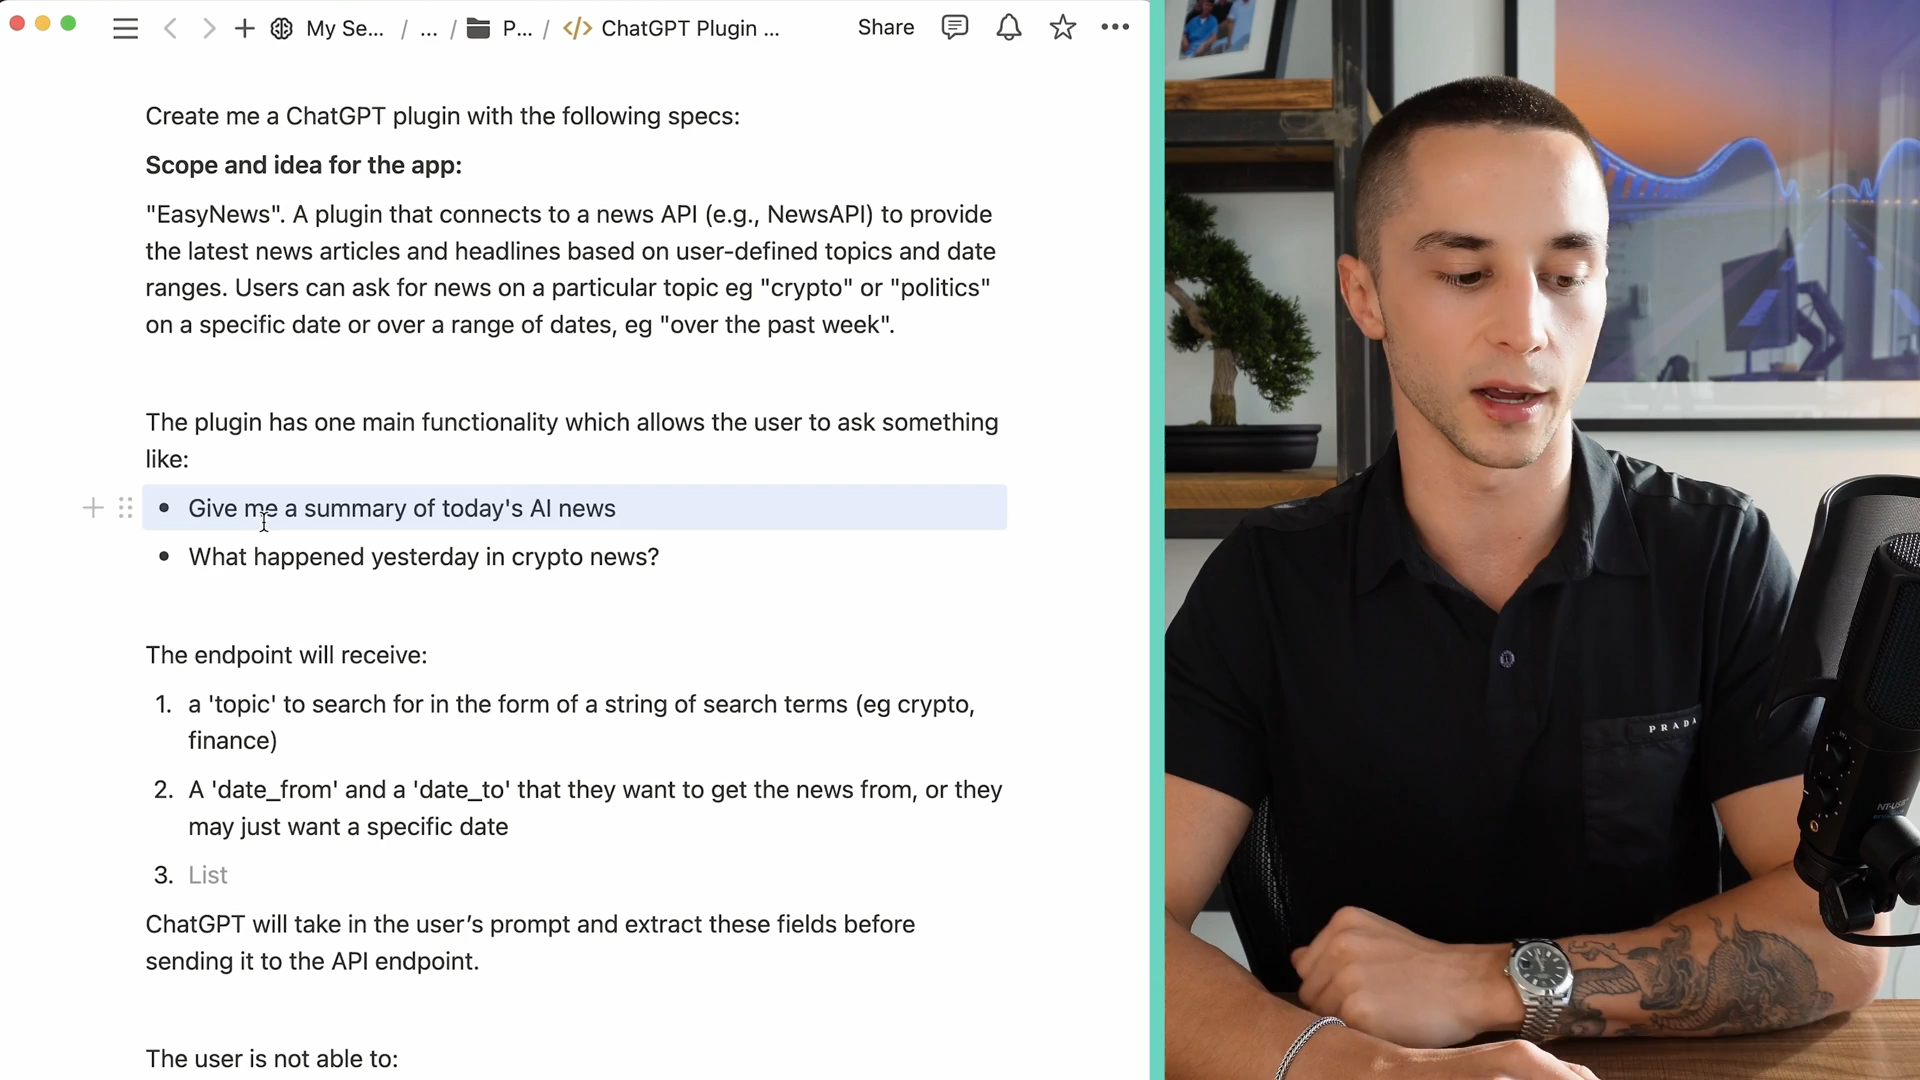 My Se... / ... / P... / ChatGPT Plugin ...
Share
Create me a ChatGPT plugin with the following specs:
Scope and idea for the app:
"EasyNews". A plugin that connects to a news API (e.g., NewsAPI) to provide
the latest news articles and headlines based on user-defined topics and date
ranges. Users can ask for news on a particular topic eg "crypto" or "politics"
on a specific date or over a range of dates, eg "over the past week".
The plugin has one main functionality which allows the user to ask something
like:
• Give me a summary of today's AI news
• What happened yesterday in crypto news?
The endpoint will receive:
1. a 'topic' to search for in the form of a string of search terms (eg crypto,
finance)
2. A 'date_from' and a 'date_to' that they want to get the news from, or they
may just want a specific date
3. List
ChatGPT will take in the user’s prompt and extract these fields before
sending it to the API endpoint.
The user is not able to:
PRADA
NT-USB